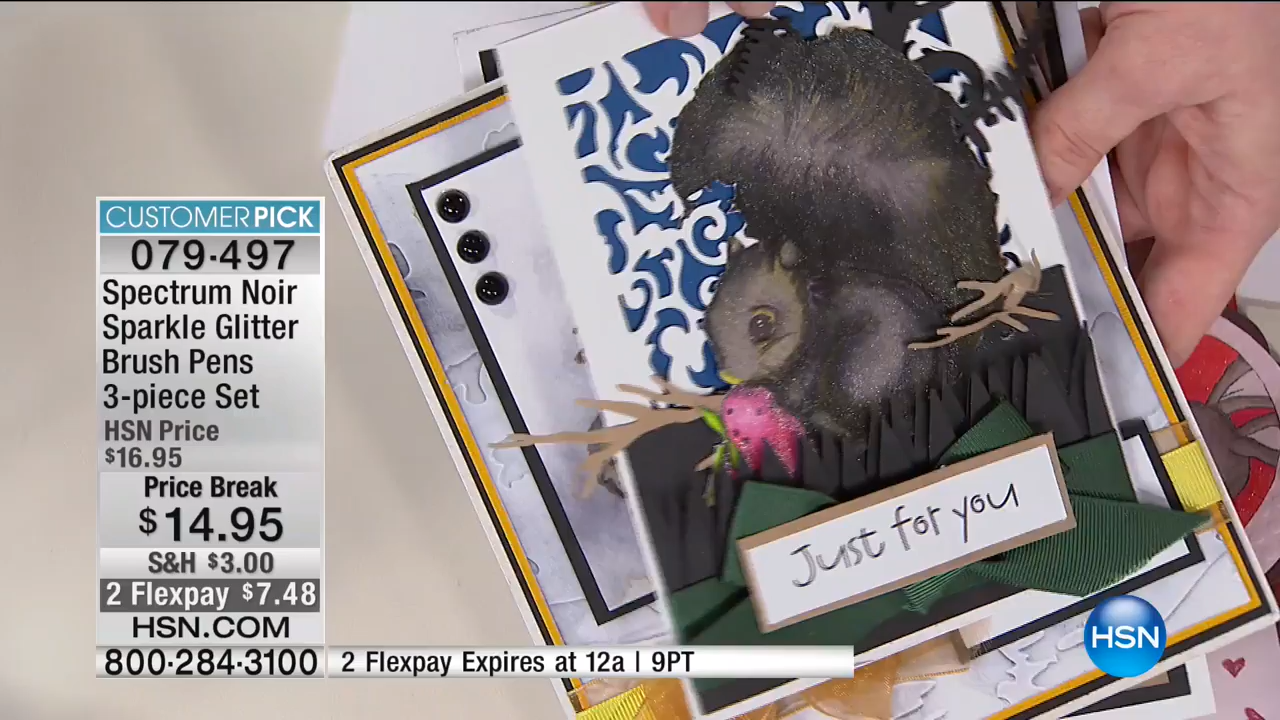 CUSTOMER PICK
079·497
Spectrum Noir
Sparkle Glitter
Brush Pens
3-piece Set
HSN Price
$16.95
Price Break
$14.95
S&H $3.00
2 Flexpay $7.48
HSN.COM
800·284·3100
2 Flexpay Expires at 12a | 9PT
Just for you
HSN